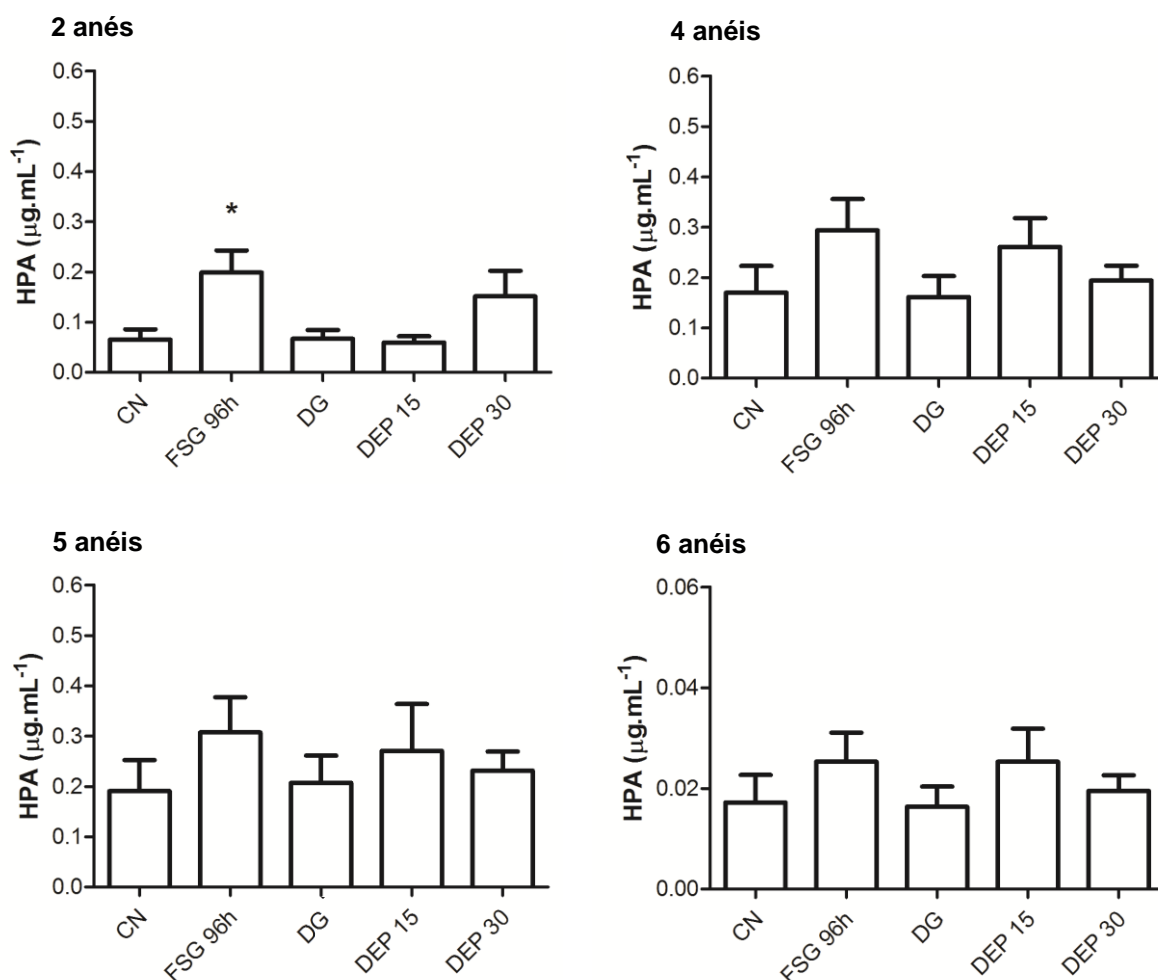 2 anés
HPA (µg.mL⁻¹)
0.6
0.5
0.4
0.3
0.2
0.1
0.0
*
CN
FSG 96h
DG
DEP 15
DEP 30
4 anéis
HPA (µg.mL⁻¹)
0.6
0.5
0.4
0.3
0.2
0.1
0.0
CN
FSG 96h
DG
DEP 15
DEP 30
5 anéis
HPA (µg.mL⁻¹)
0.6
0.5
0.4
0.3
0.2
0.1
0.0
CN
FSG 96h
DG
DEP 15
DEP 30
6 anéis
HPA (µg.mL⁻¹)
0.06
0.04
0.02
0.00
CN
FSG 96h
DG
DEP 15
DEP 30